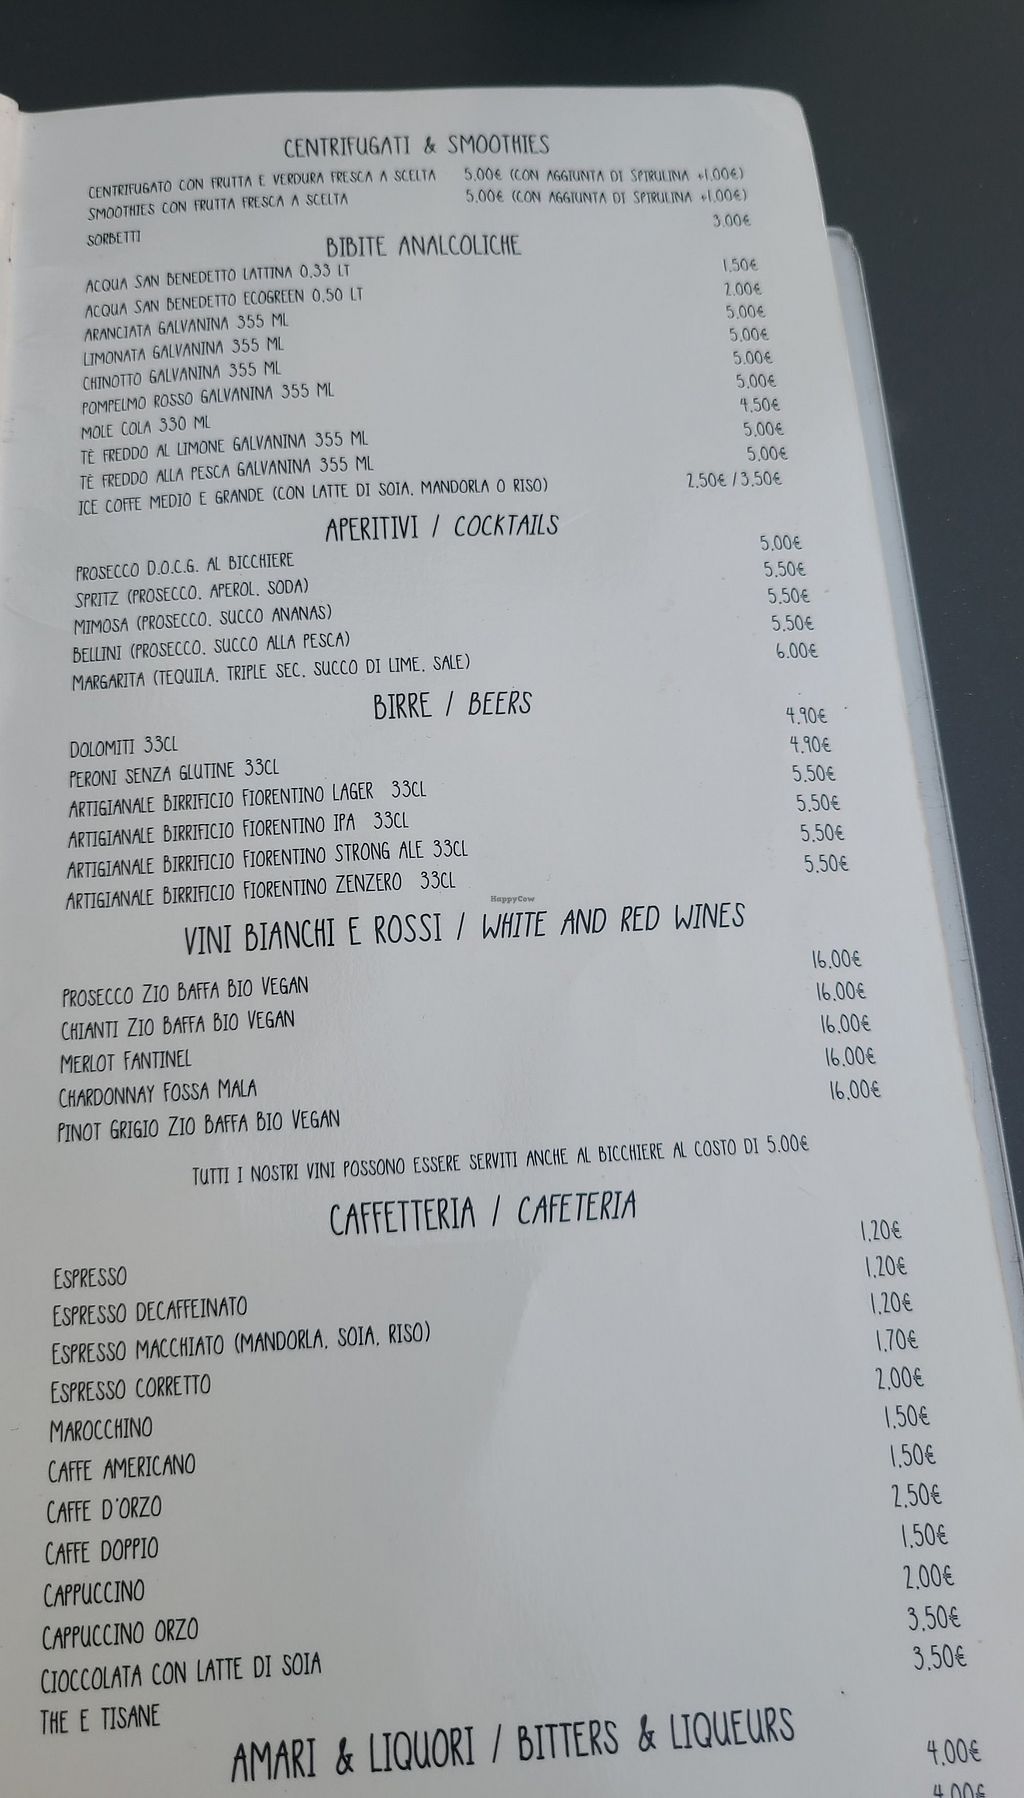 CENTRIFUGATI & SMOOTHIES
CENTRIFUGATO CON FRUTTA E VERDURA FRESCA A SCELTA 5,00€ (CON AGGIUNTA DI SPIRULINA +1,00€)
SMOOTHIES CON FRUTTA FRESCA A SCELTA 5,00€ (CON AGGIUNTA DI SPIRULINA +1,00€)
SORBETTI 3,00€
BIBITE ANALCOLICHE
ACQUA SAN BENEDETTO LATTINA 0,33 LT 1,50€
ACQUA SAN BENEDETTO ECOGREEN 0,50 LT 2,00€
ARANCIATA GALVANINA 355 ML 5,00€
LIMONATA GALVANINA 355 ML 5,00€
CHINOTTO GALVANINA 355 ML 5,00€
POMPELMO ROSSO GALVANINA 355 ML 5,00€
MOLE COLA 330 ML 4,50€
TÈ FREDDO AL LIMONE GALVANINA 355 ML 5,00€
TÈ FREDDO ALLA PESCA GALVANINA 355 ML 5,00€
ICE COFFE MEDIO E GRANDE (CON LATTE DI SOIA, MANDORLA O RISO) 2,50€ / 3,50€
APERITIVI / COCKTAILS
PROSECCO D.O.C.G. AL BICCHIERE 5,00€
SPRITZ (PROSECCO, APEROL, SODA) 5,50€
MIMOSA (PROSECCO, SUCCO ANANAS) 5,50€
BELLINI (PROSECCO, SUCCO ALLA PESCA) 5,50€
MARGARITA (TEQUILA, TRIPLE SEC, SUCCO DI LIME, SALE) 6,00€
BIRRE / BEERS
DOLOMITI 33CL 4,90€
PERONI SENZA GLUTINE 33CL 4,90€
ARTIGIANALE BIRRIFICIO FIORENTINO LAGER 33CL 5,50€
ARTIGIANALE BIRRIFICIO FIORENTINO IPA 33CL 5,50€
ARTIGIANALE BIRRIFICIO FIORENTINO STRONG ALE 33CL 5,50€
ARTIGIANALE BIRRIFICIO FIORENTINO ZENZERO 33CL 5,50€
HappyCow
VINI BIANCHI E ROSSI / WHITE AND RED WINES
PROSECCO ZIO BAFFA BIO VEGAN 16,00€
CHIANTI ZIO BAFFA BIO VEGAN 16,00€
MERLOT FANTINEL 16,00€
CHARDONNAY FOSSA MALA 16,00€
PINOT GRIGIO ZIO BAFFA BIO VEGAN 16,00€
TUTTI I NOSTRI VINI POSSONO ESSERE SERVITI ANCHE AL BICCHIERE AL COSTO DI 5,00€
CAFFETTERIA / CAFETERIA
ESPRESSO 1,20€
ESPRESSO DECAFFEINATO 1,20€
ESPRESSO MACCHIATO (MANDORLA, SOIA, RISO) 1,20€
ESPRESSO CORRETTO 1,70€
MAROCCHINO 2,00€
CAFFE AMERICANO 1,50€
CAFFE D'ORZO 1,50€
CAFFE DOPPIO 2,50€
CAPPUCCINO 1,50€
CAPPUCCINO ORZO 2,00€
CIOCCOLATA CON LATTE DI SOIA 3,50€
THE E TISANE 3,50€
AMARI & LIQUORI / BITTERS & LIQUEURS
4,00€
4,00€